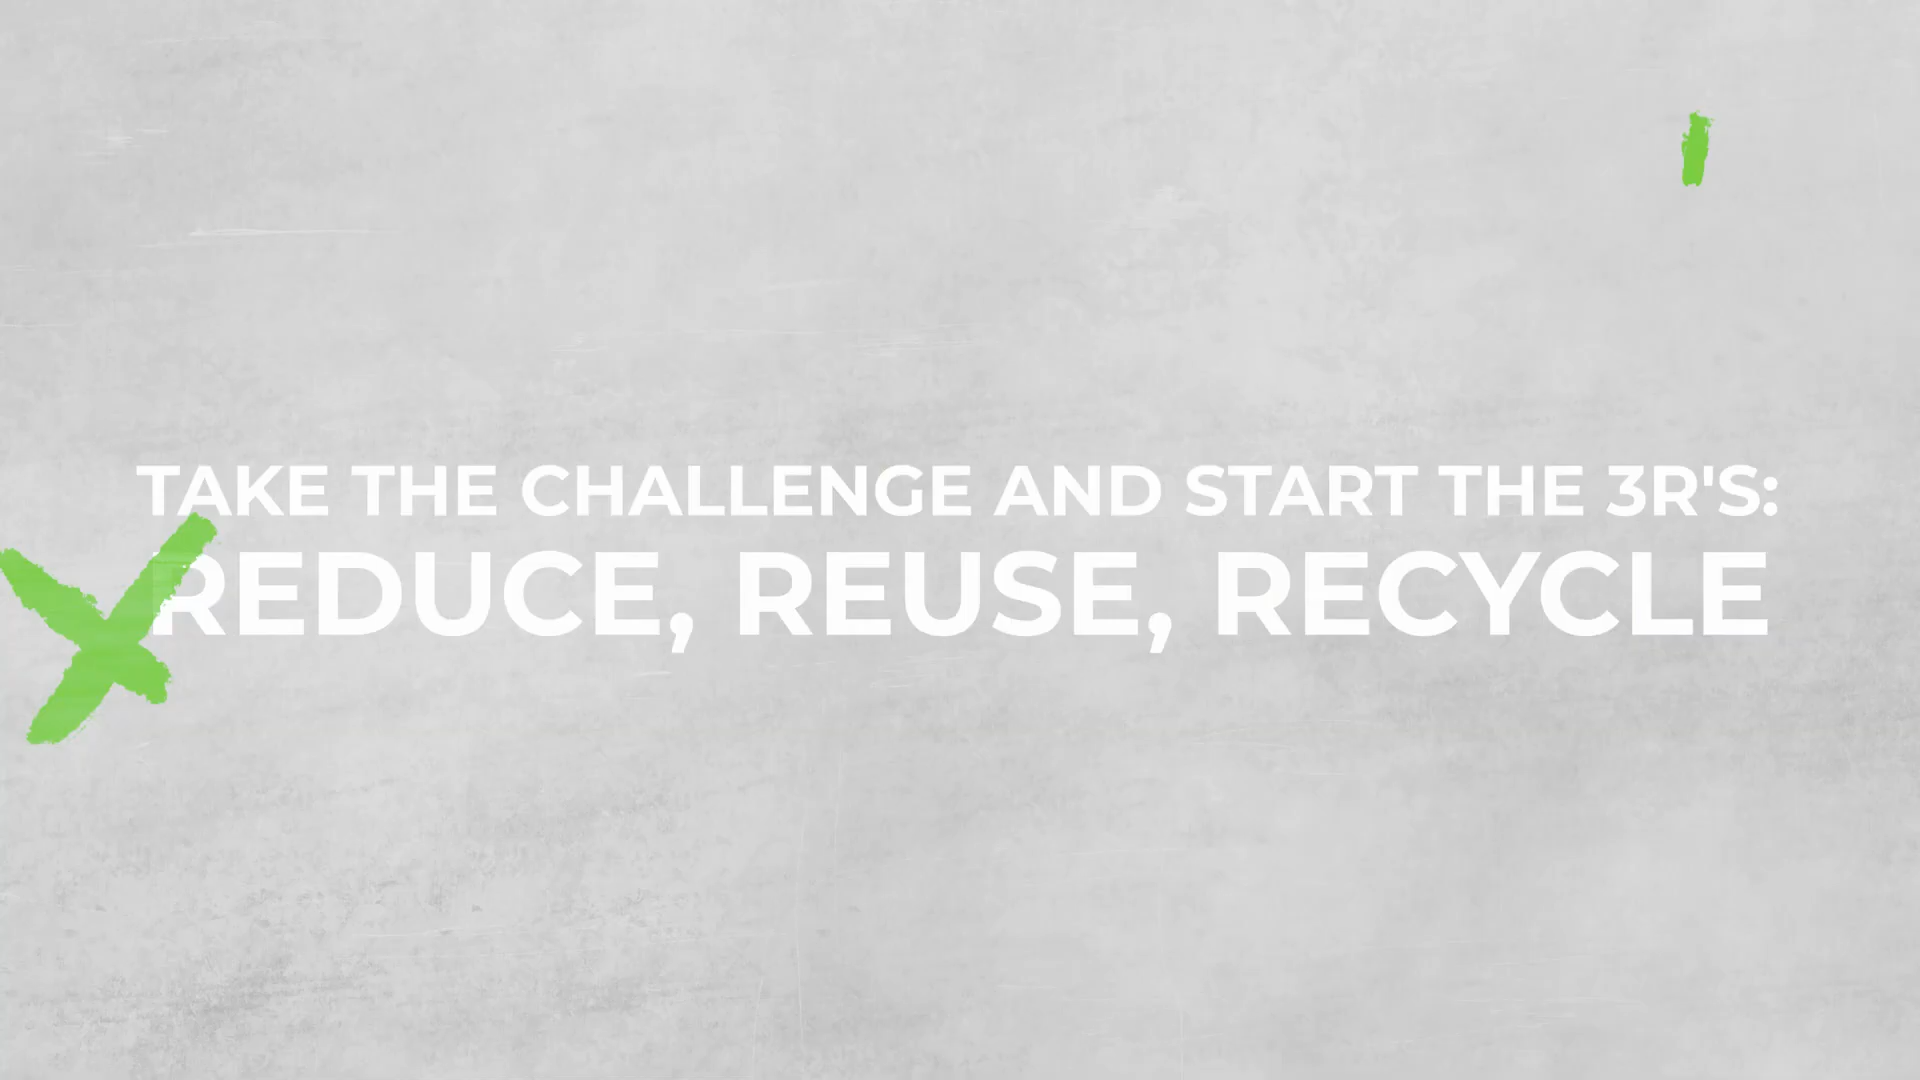 TAKE THE CHALLENGE AND START THE 3R'S:
REDUCE, REUSE, RECYCLE